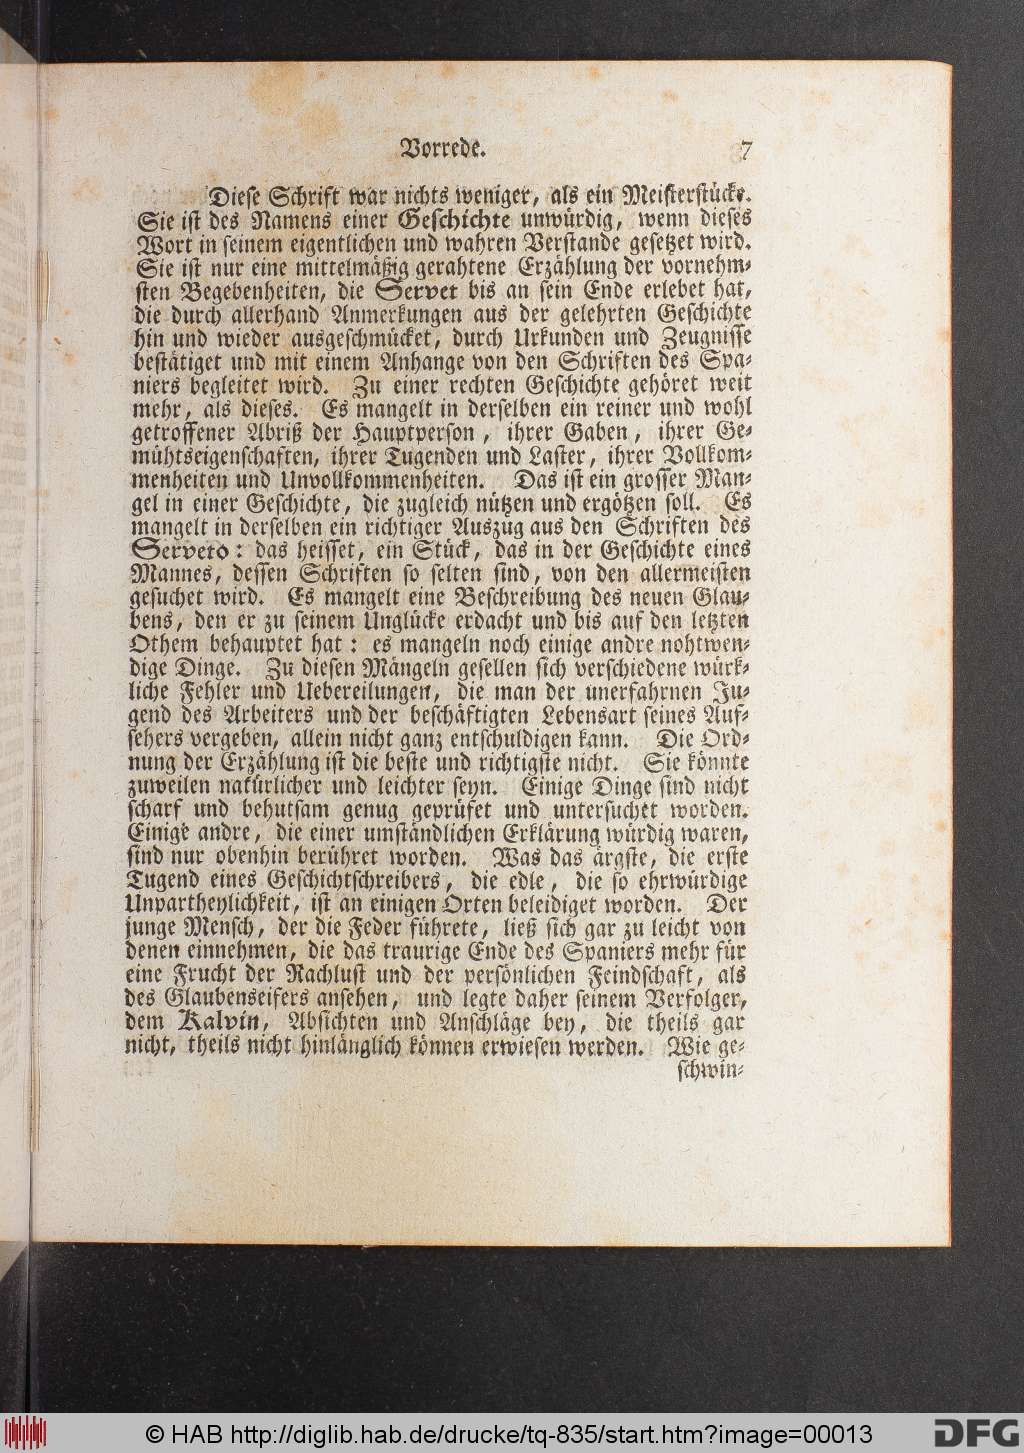 Vorrede. 7
Diese Schrift war nichts weniger, als ein Meisterstücke.
Sie ist des Namens einer Geschichte unwürdig, wenn dieses
Wort in seinem eigentlichen und wahren Verstande gesetzet wird.
Sie ist nur eine mittelmäßig gerahtene Erzählung der vornehm-
sten Begebenheiten, die Servet bis an sein Ende erlebet hat,
die durch allerhand Anmerkungen aus der gelehrten Geschichte
hin und wieder ausgeschmücket, durch Urkunden und Zeugnisse
bestätiget und mit einem Anhange von den Schriften des Spa-
niers begleitet wird. Zu einer rechten Geschichte gehöret weit
mehr, als dieses. Es mangelt in derselben ein reiner und wohl
getroffener Abriß der Hauptperson, ihrer Gaben, ihrer Ge-
mühtseigenschaften, ihrer Tugenden und Laster, ihrer Vollkom-
menheiten und Unvollkommenheiten. Das ist ein grosser Man-
gel in einer Geschichte, die zugleich nützen und ergötzen soll. Es
mangelt in derselben ein richtiger Auszug aus den Schriften des
Serveto: das heisset, ein Stück, das in der Geschichte eines
Mannes, dessen Schriften so selten sind, von den allermeisten
gesuchet wird. Es mangelt eine Beschreibung des neuen Glau-
bens, den er zu seinem Unglücke erdacht und bis auf den letzten
Othem behauptet hat: es mangeln noch einige andre nohtwen-
dige Dinge. Zu diesen Mängeln gesellen sich verschiedene würk-
liche Fehler und Uebereilungen, die man der unerfahrnen Ju-
gend des Arbeiters und der beschäftigten Lebensart seines Auf-
sehers vergeben, allein nicht ganz entschuldigen kann. Die Ord-
nung der Erzählung ist die beste und richtigste nicht. Sie könnte
zuweilen natürlicher und leichter seyn. Einige Dinge sind nicht
scharf und behutsam genug geprüfet und untersuchet worden.
Einige andre, die einer umständlichen Erklärung würdig waren,
sind nur obenhin berühret worden. Was das ärgste, die erste
Tugend eines Geschichtschreibers, die edle, die so ehrwürdige
Unpartheylichkeit, ist an einigen Orten beleidiget worden. Der
junge Mensch, der die Feder führete, ließ sich gar zu leicht von
denen einnehmen, die das traurige Ende des Spaniers mehr für
eine Frucht der Rachlust und der persönlichen Feindschaft, als
des Glaubenseifers ansehen, und legte daher seinem Verfolger,
dem Kalvin, Absichten und Anschläge bey, die theils gar
nicht, theils nicht hinlänglich können erwiesen werden. Wie ge-
schwin-
© HAB http://diglib.hab.de/drucke/tq-835/start.htm?image=00013
DFG